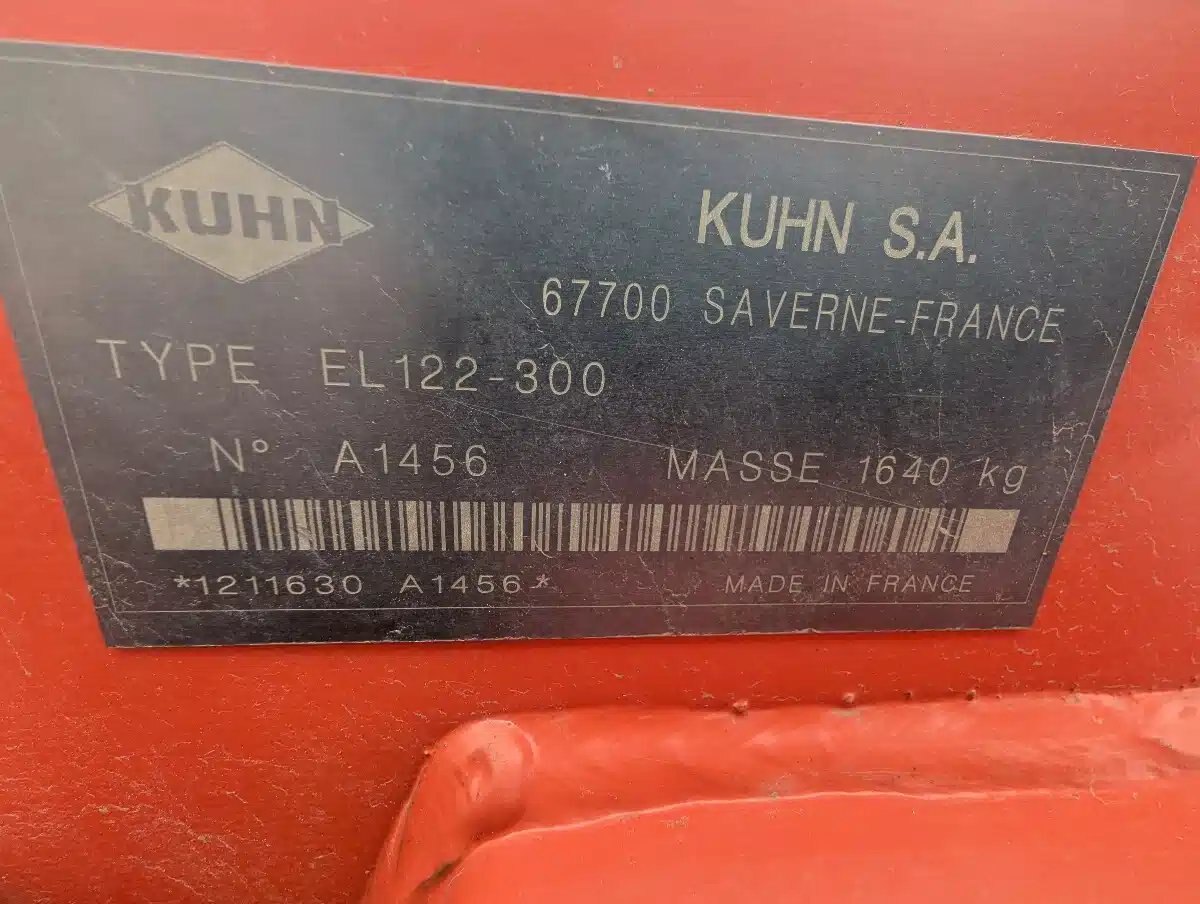 KUHN
KUHN S.A.
67700 SAVERNE-FRANCE
TYPE EL122-300
N° A1456 MASSE 1640 kg
*1211630 A1456* MADE IN FRANCE